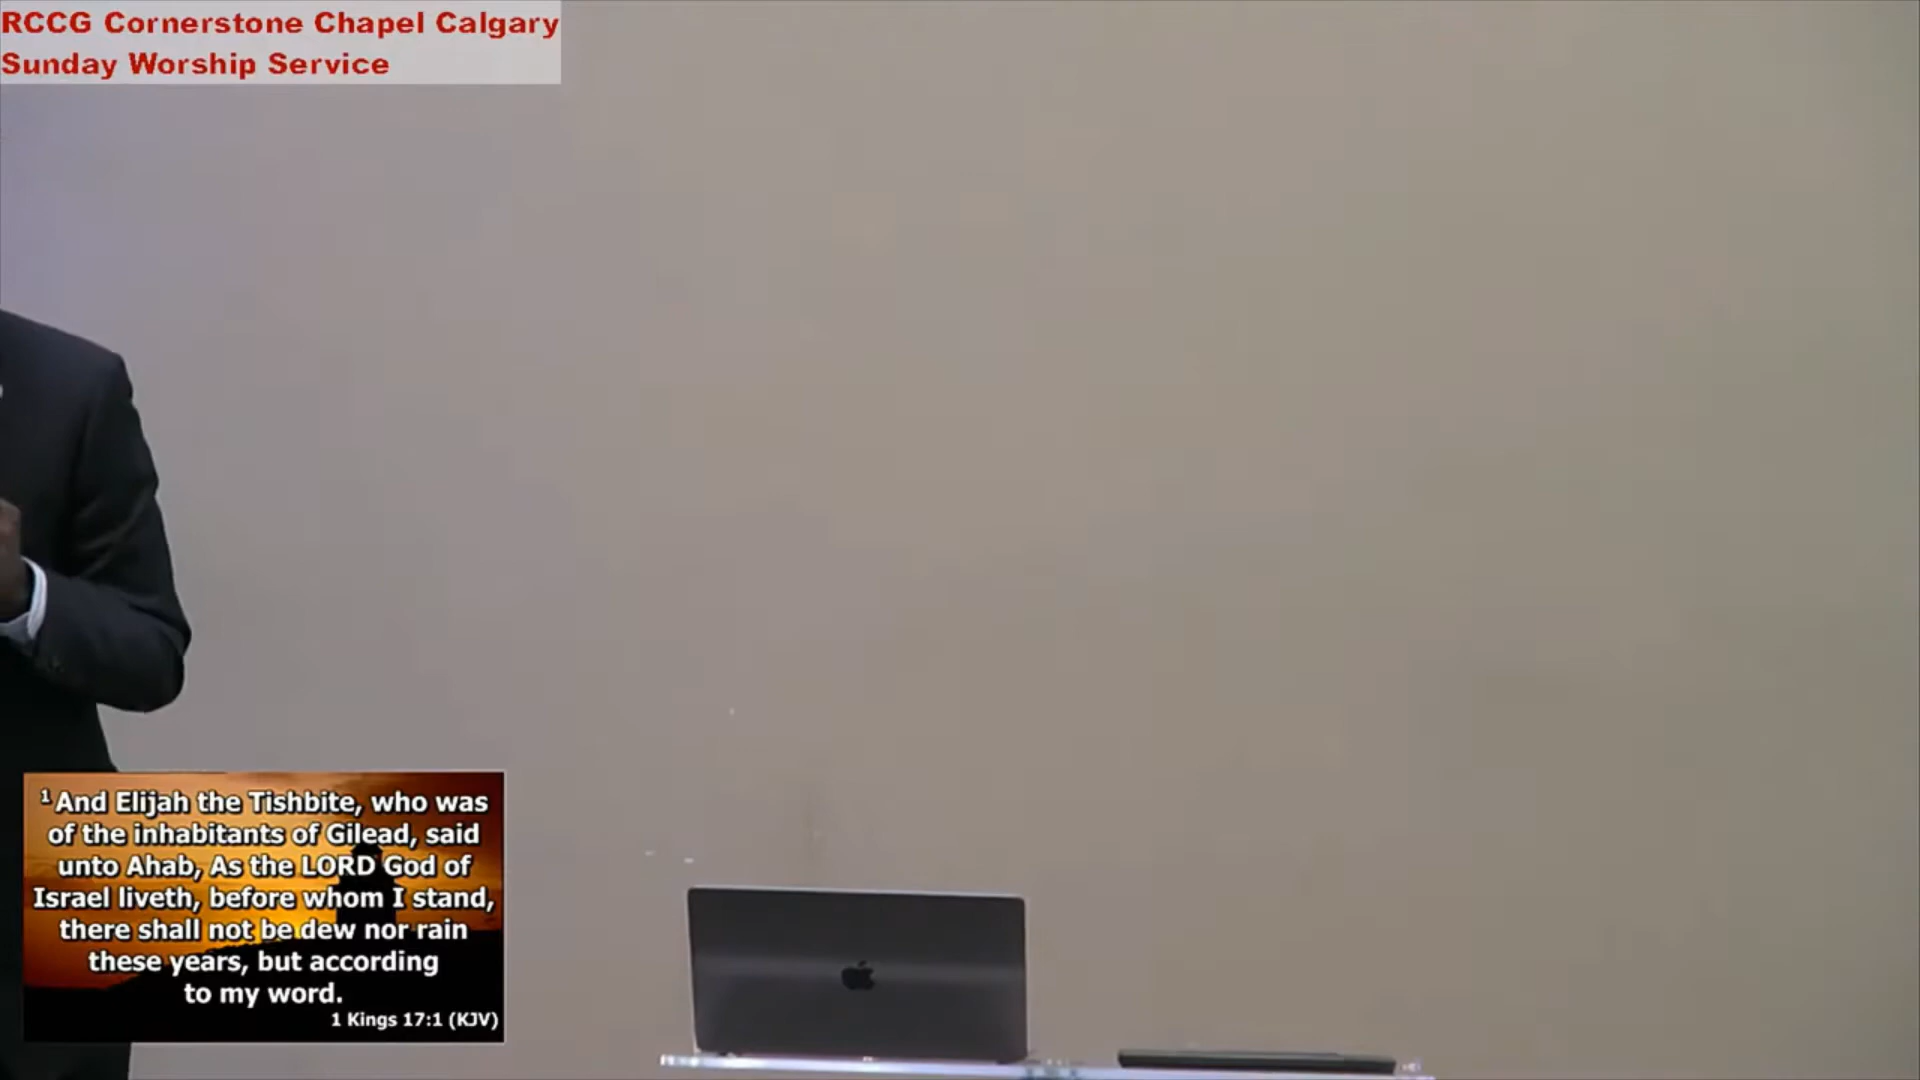 RCCG Cornerstone Chapel Calgary
Sunday Worship Service
1 And Elijah the Tishbite, who was
of the inhabitants of Gilead, said
unto Ahab, As the LORD God of
Israel liveth, before whom I stand,
there shall not be dew nor rain
these years, but according
to my word.
1 Kings 17:1 (KJV)